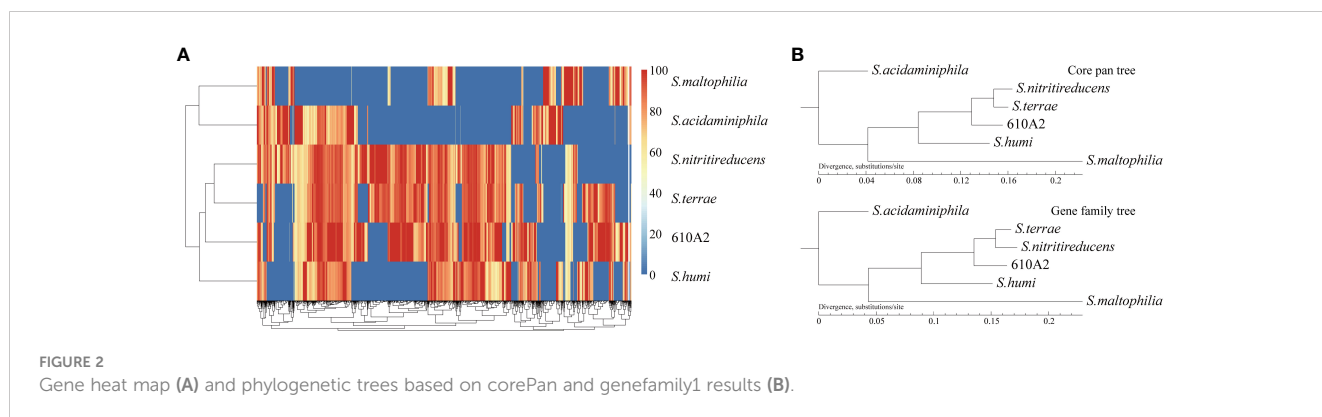 A
100
80
60
40
20
0
S.maltophilia
S.acidaminiphila
S.nitritireducens
S.terrae
610A2
S.humi
B
S.acidaminiphila
Core pan tree
S.nitritireducens
S.terrae
610A2
S.humi
S.maltophilia
Divergence, substitutions/site
0 0.04 0.08 0.12 0.16 0.2
S.acidaminiphila
Gene family tree
S.terrae
S.nitritireducens
610A2
S.humi
S.maltophilia
Divergence, substitutions/site
0 0.05 0.1 0.15 0.2
FIGURE 2
Gene heat map (A) and phylogenetic trees based on corePan and genefamily1 results (B).